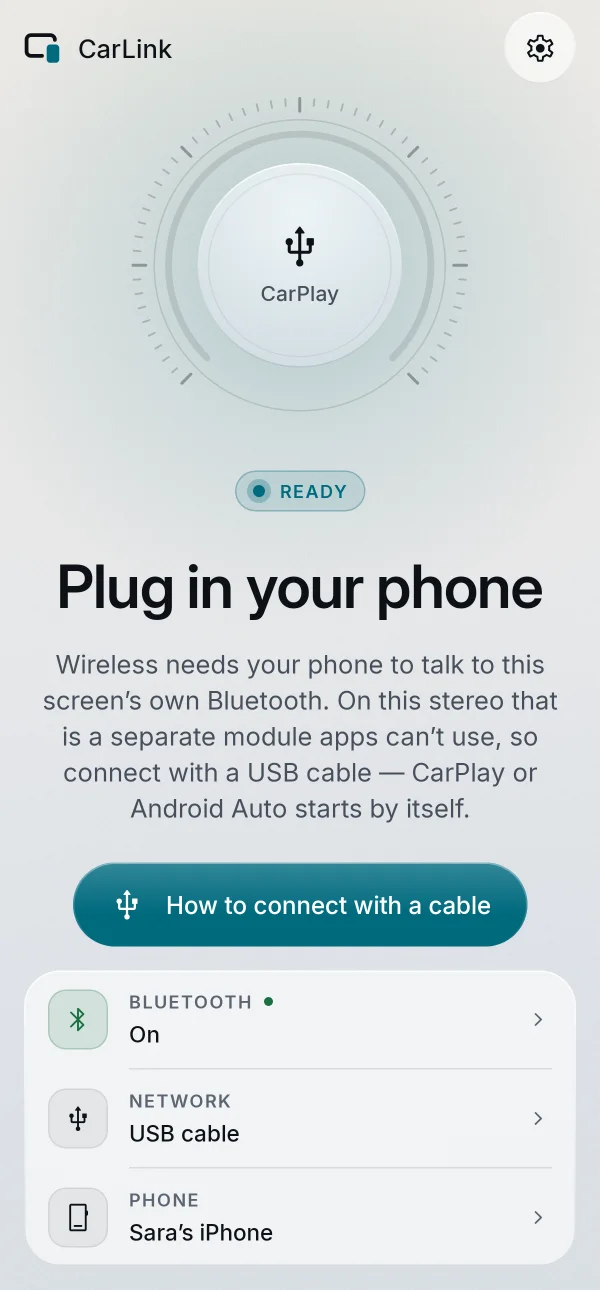 CarLink
CarPlay
READY
Plug in your phone
Wireless needs your phone to talk to this
screen’s own Bluetooth. On this stereo that
is a separate module apps can’t use, so
connect with a USB cable — CarPlay or
Android Auto starts by itself.
How to connect with a cable
BLUETOOTH
On
NETWORK
USB cable
PHONE
Sara’s iPhone